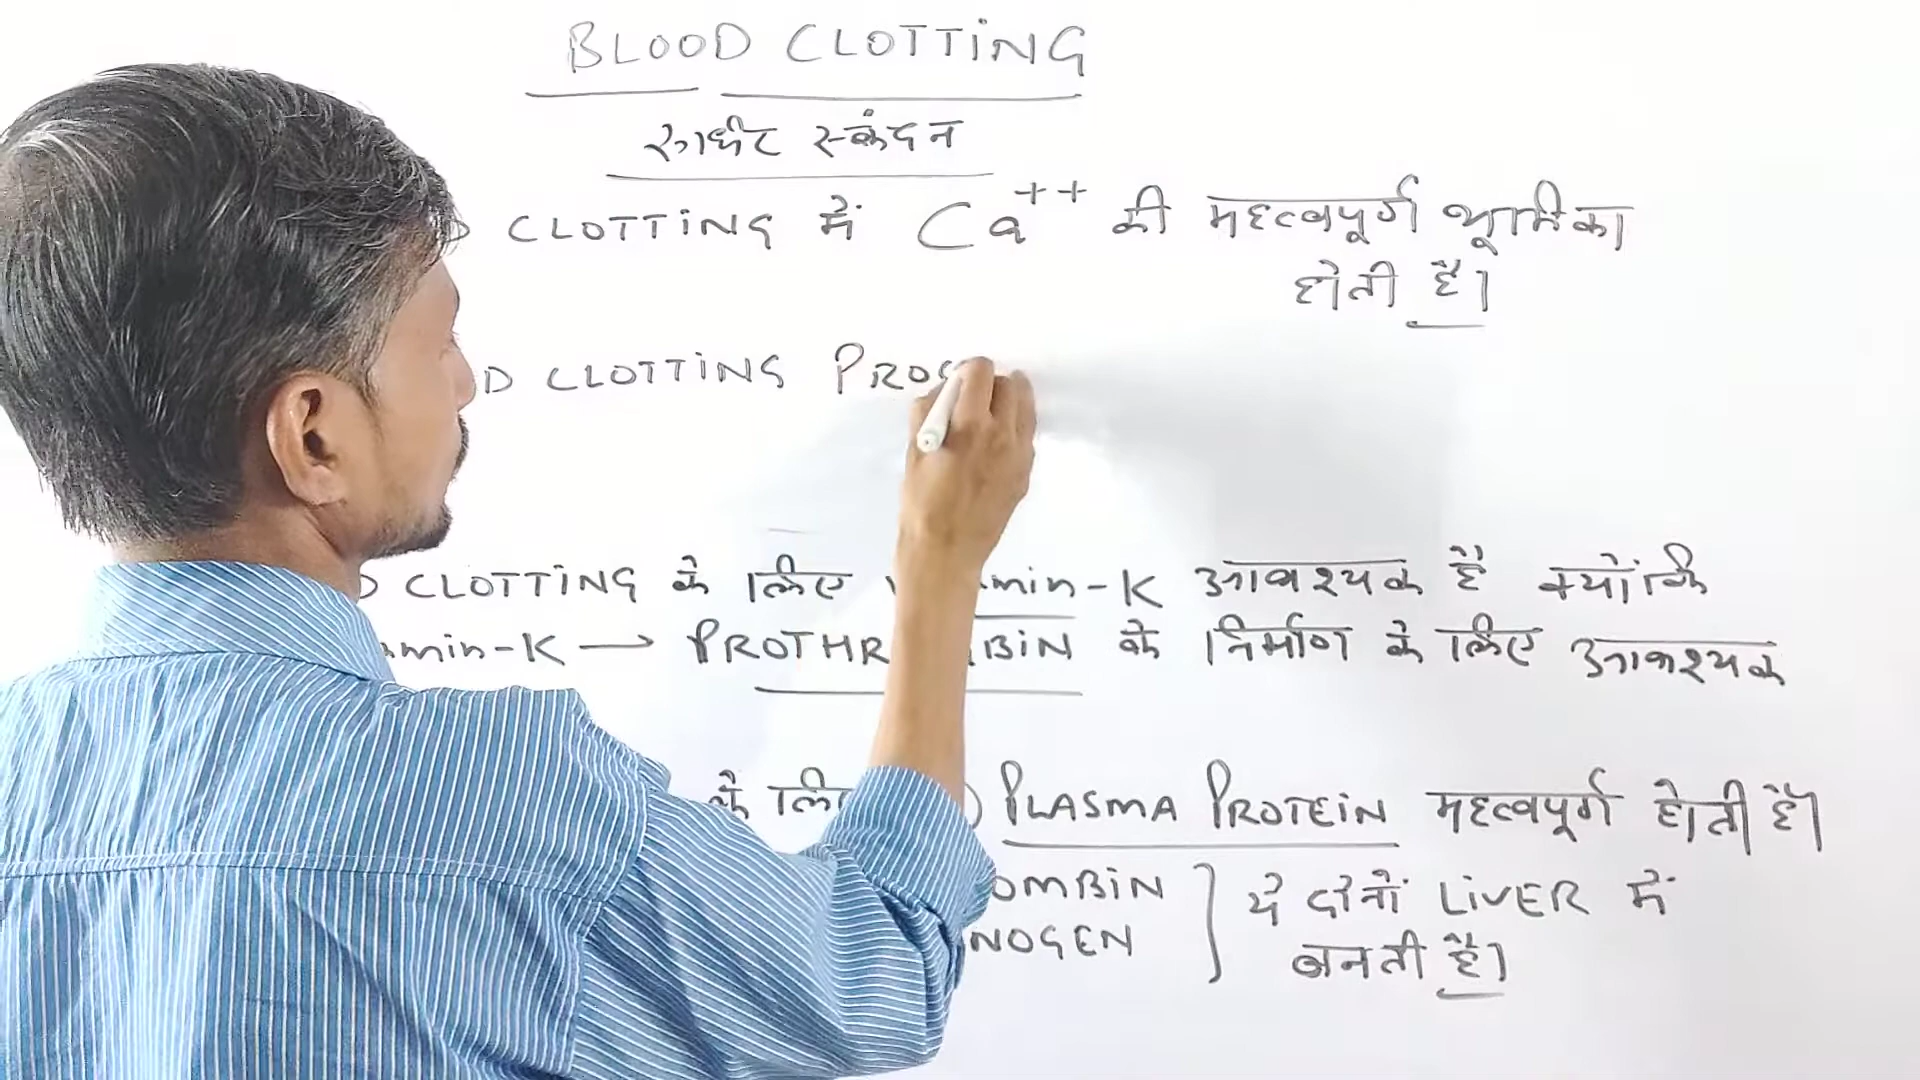 BLOOD CLOTTiNG
रुधिर स्कंदन
D CLOTTiNG में Ca++ की महत्वपूर्ण भूमिका
होती है।
D CLOTTiNG PROC
D CLOTTiNG के लिए min-K आवश्यक है क्योंकि
min-K → PROTHR BiN के निर्माण के लिए आवश्यक
के लि ) PLASMA PROTEiN महत्वपूर्ण होती है।
OMBiN } ये दोनों LiVER में
NOGEN बनती है।